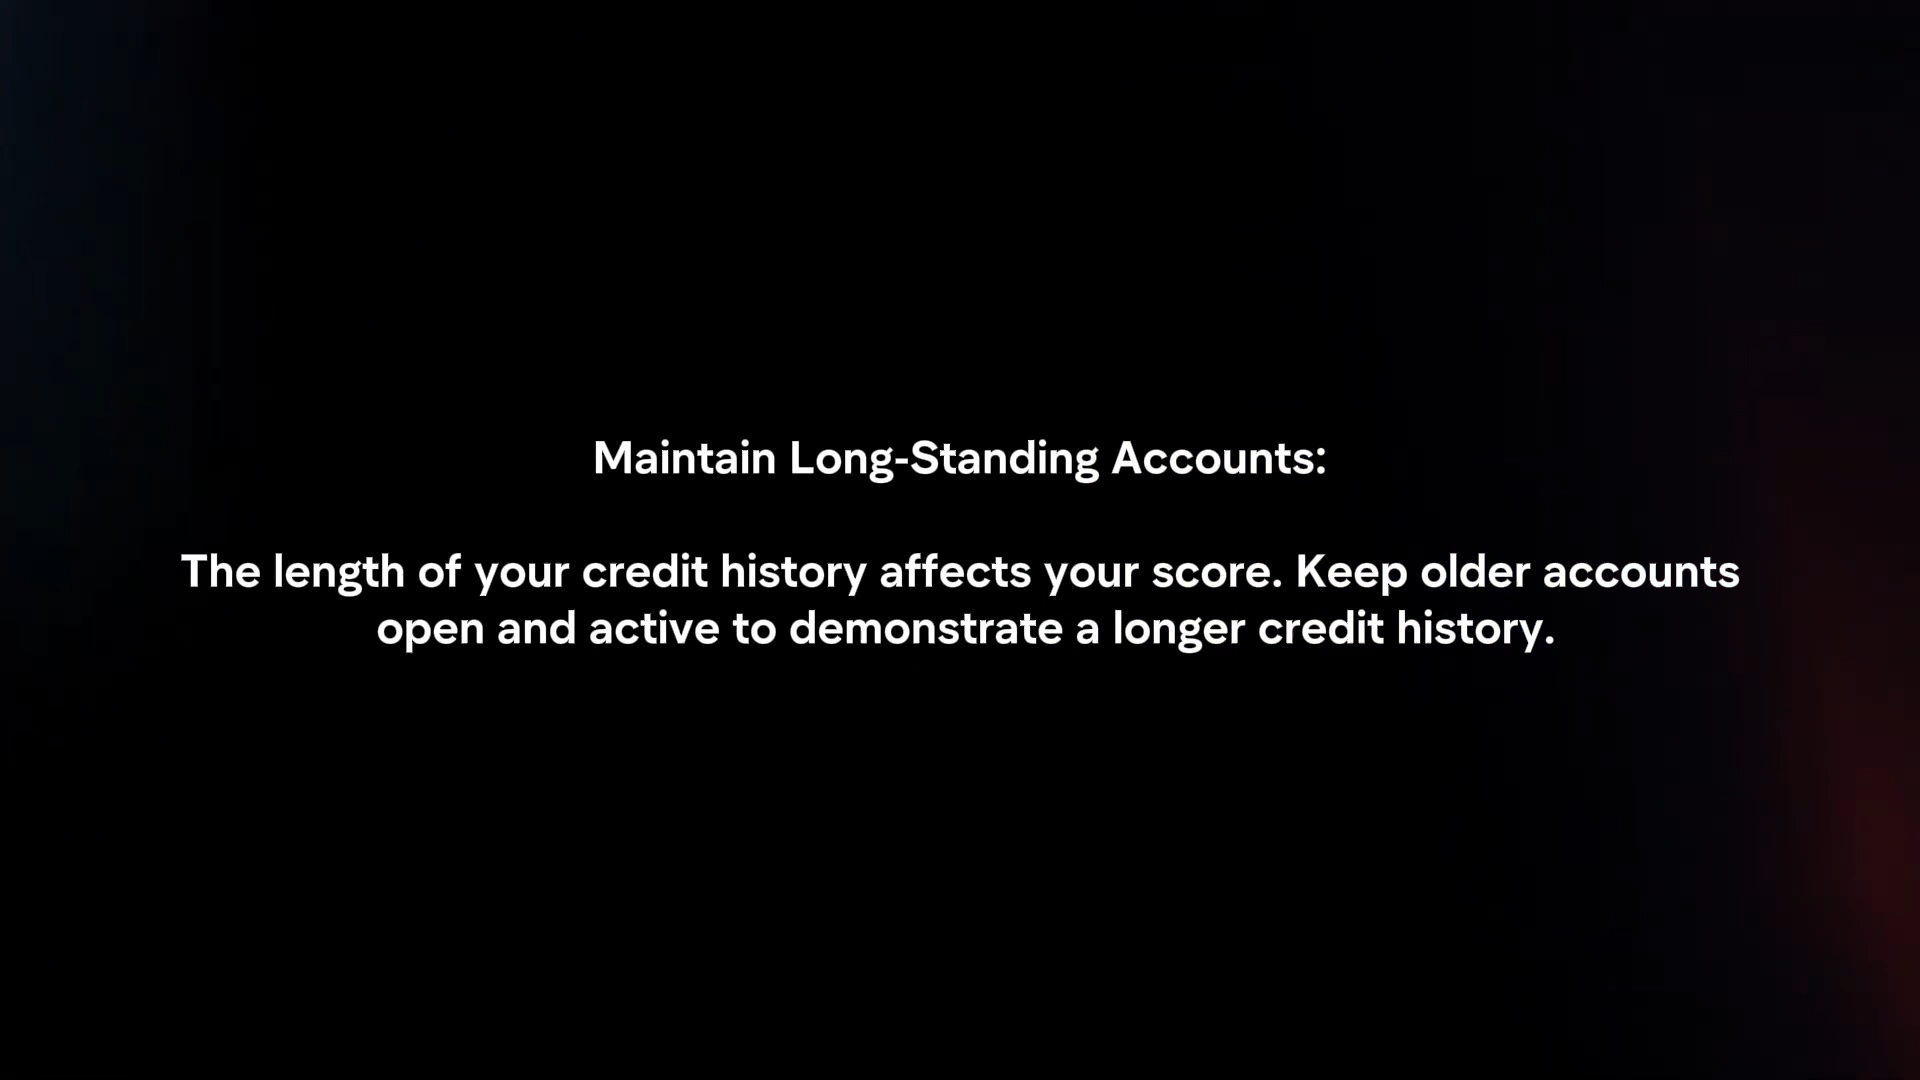 Maintain Long-Standing Accounts:
The length of your credit history affects your score. Keep older accounts
open and active to demonstrate a longer credit history.